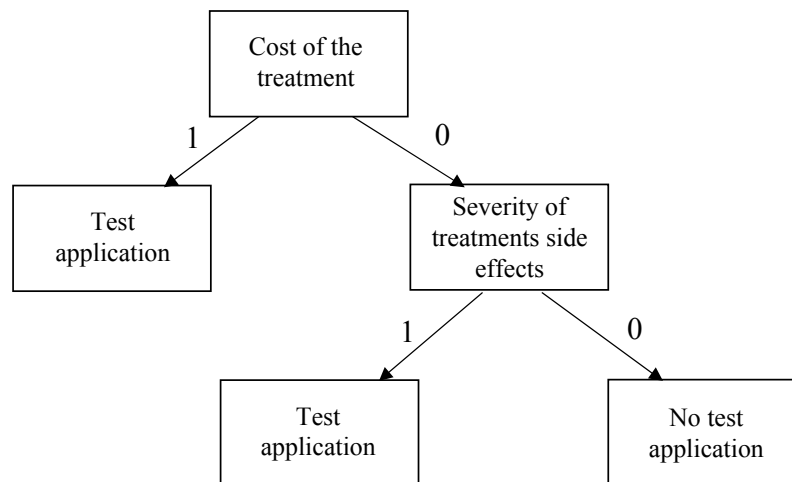 Cost of the
treatment
1
0
Test
application
Severity of
treatments side
effects
1
0
Test
application
No test
application